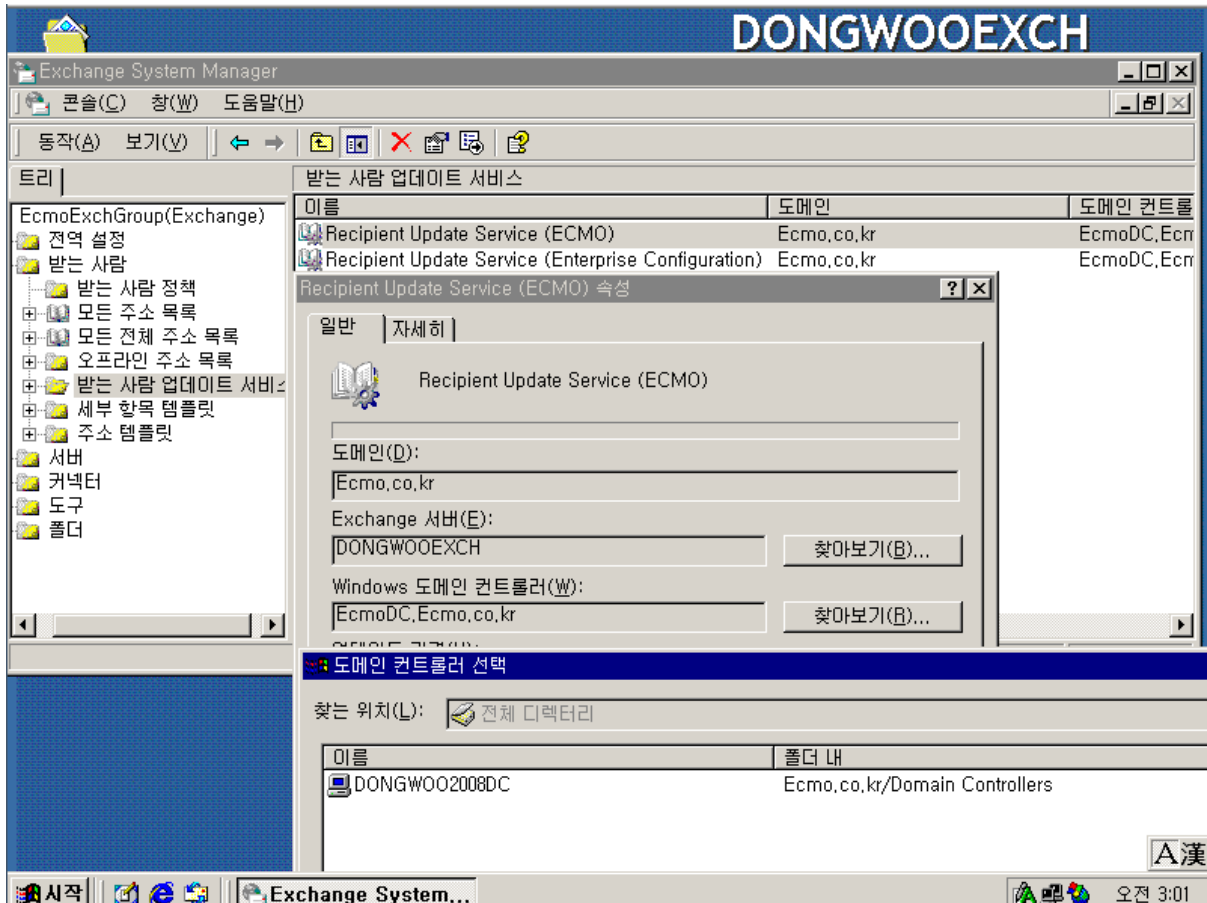 DONGWOOEXCH
Exchange System Manager
콘솔(C) 창(W) 도움말(H)
동작(A) 보기(V)
트리
받는 사람 업데이트 서비스
EcmoExchGroup(Exchange)
전역 설정
받는 사람
받는 사람 정책
모든 주소 목록
모든 전체 주소 목록
오프라인 주소 목록
받는 사람 업데이트 서비스
세부 항목 템플릿
주소 템플릿
서버
커넥터
도구
폴더
이름 도메인 도메인 컨트롤
Recipient Update Service (ECMO) Ecmo,co,kr EcmoDC,Ecm
Recipient Update Service (Enterprise Configuration) Ecmo,co,kr EcmoDC,Ecm
Recipient Update Service (ECMO) 속성
일반 자세히
Recipient Update Service (ECMO)
도메인(D):
Ecmo,co,kr
Exchange 서버(E):
DONGWOOEXCH 찾아보기(B)...
Windows 도메인 컨트롤러(W):
EcmoDC,Ecmo,co,kr 찾아보기(R)...
도메인 컨트롤러 선택
찾는 위치(L): 전체 디렉터리
이름 폴더 내
DONGWOO2008DC Ecmo,co,kr/Domain Controllers
A漢
시작 Exchange System... 오전 3:01